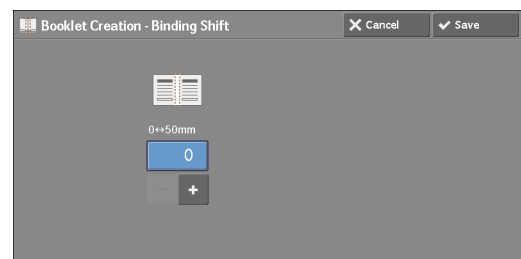 Booklet Creation - Binding Shift
Cancel
Save
0↔50mm
0
− +